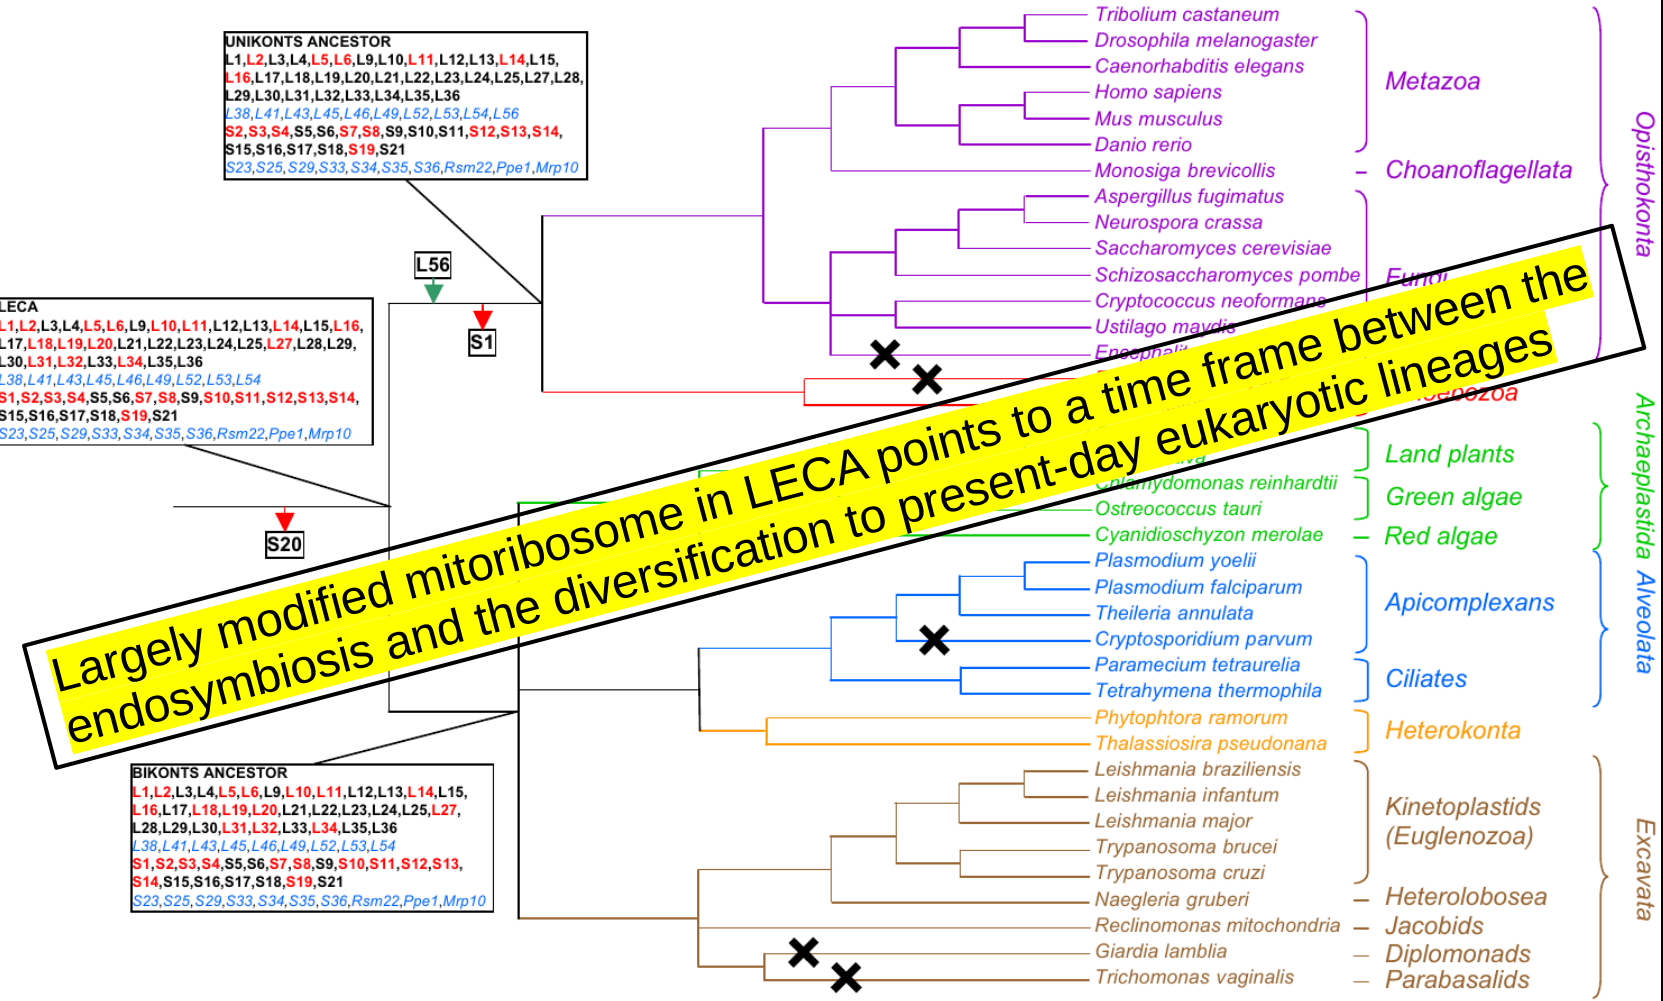 UNIKONTS ANCESTOR
L1,L2,L3,L4,L5,L6,L9,L10,L11,L12,L13,L14,L15,
L16,L17,L18,L19,L20,L21,L22,L23,L24,L25,L27,L28,
L29,L30,L31,L32,L33,L34,L35,L36
L38,L41,L43,L45,L46,L49,L52,L53,L54,L56
S2,S3,S4,S5,S6,S7,S8,S9,S10,S11,S12,S13,S14,
S15,S16,S17,S18,S19,S21
S23,S25,S29,S33,S34,S35,S36,Rsm22,Ppe1,Mrp10
L56
S1
LECA
L1,L2,L3,L4,L5,L6,L9,L10,L11,L12,L13,L14,L15,L16,
L17,L18,L19,L20,L21,L22,L23,L24,L25,L27,L28,L29,
L30,L31,L32,L33,L34,L35,L36
L38,L41,L43,L45,L46,L49,L52,L53,L54
S1,S2,S3,S4,S5,S6,S7,S8,S9,S10,S11,S12,S13,S14,
S15,S16,S17,S18,S19,S21
S23,S25,S29,S33,S34,S35,S36,Rsm22,Ppe1,Mrp10
S20
Largely modified mitoribosome in LECA points to a time frame between the
endosymbiosis and the diversification to present-day eukaryotic lineages
BIKONTS ANCESTOR
L1,L2,L3,L4,L5,L6,L9,L10,L11,L12,L13,L14,L15,
L16,L17,L18,L19,L20,L21,L22,L23,L24,L25,L27,
L28,L29,L30,L31,L32,L33,L34,L35,L36
L38,L41,L43,L45,L46,L49,L52,L53,L54
S1,S2,S3,S4,S5,S6,S7,S8,S9,S10,S11,S12,S13,
S14,S15,S16,S17,S18,S19,S21
S23,S25,S29,S33,S34,S35,S36,Rsm22,Ppe1,Mrp10
Tribolium castaneum
Drosophila melanogaster
Caenorhabditis elegans
Homo sapiens
Mus musculus
Danio rerio
Monosiga brevicollis
Aspergillus fugimatus
Neurospora crassa
Saccharomyces cerevisiae
Schizosaccharomyces pombe
Cryptococcus neoformans
Ustilago maydis
Chlamydomonas reinhardtii
Ostreococcus tauri
Cyanidioschyzon merolae
Plasmodium yoelii
Plasmodium falciparum
Theileria annulata
Cryptosporidium parvum
Paramecium tetraurelia
Tetrahymena thermophila
Phytophtora ramorum
Thalassiosira pseudonana
Leishmania braziliensis
Leishmania infantum
Leishmania major
Trypanosoma brucei
Trypanosoma cruzi
Naegleria gruberi
Reclinomonas mitochondria
Giardia lamblia
Trichomonas vaginalis
Metazoa
Choanoflagellata
Fungi
Land plants
Green algae
Red algae
Apicomplexans
Ciliates
Heterokonta
Kinetoplastids
(Euglenozoa)
Heterolobosea
Jacobids
Diplomonads
Parabasalids
Opisthokonta
Archaeplastida
Alveolata
Excavata